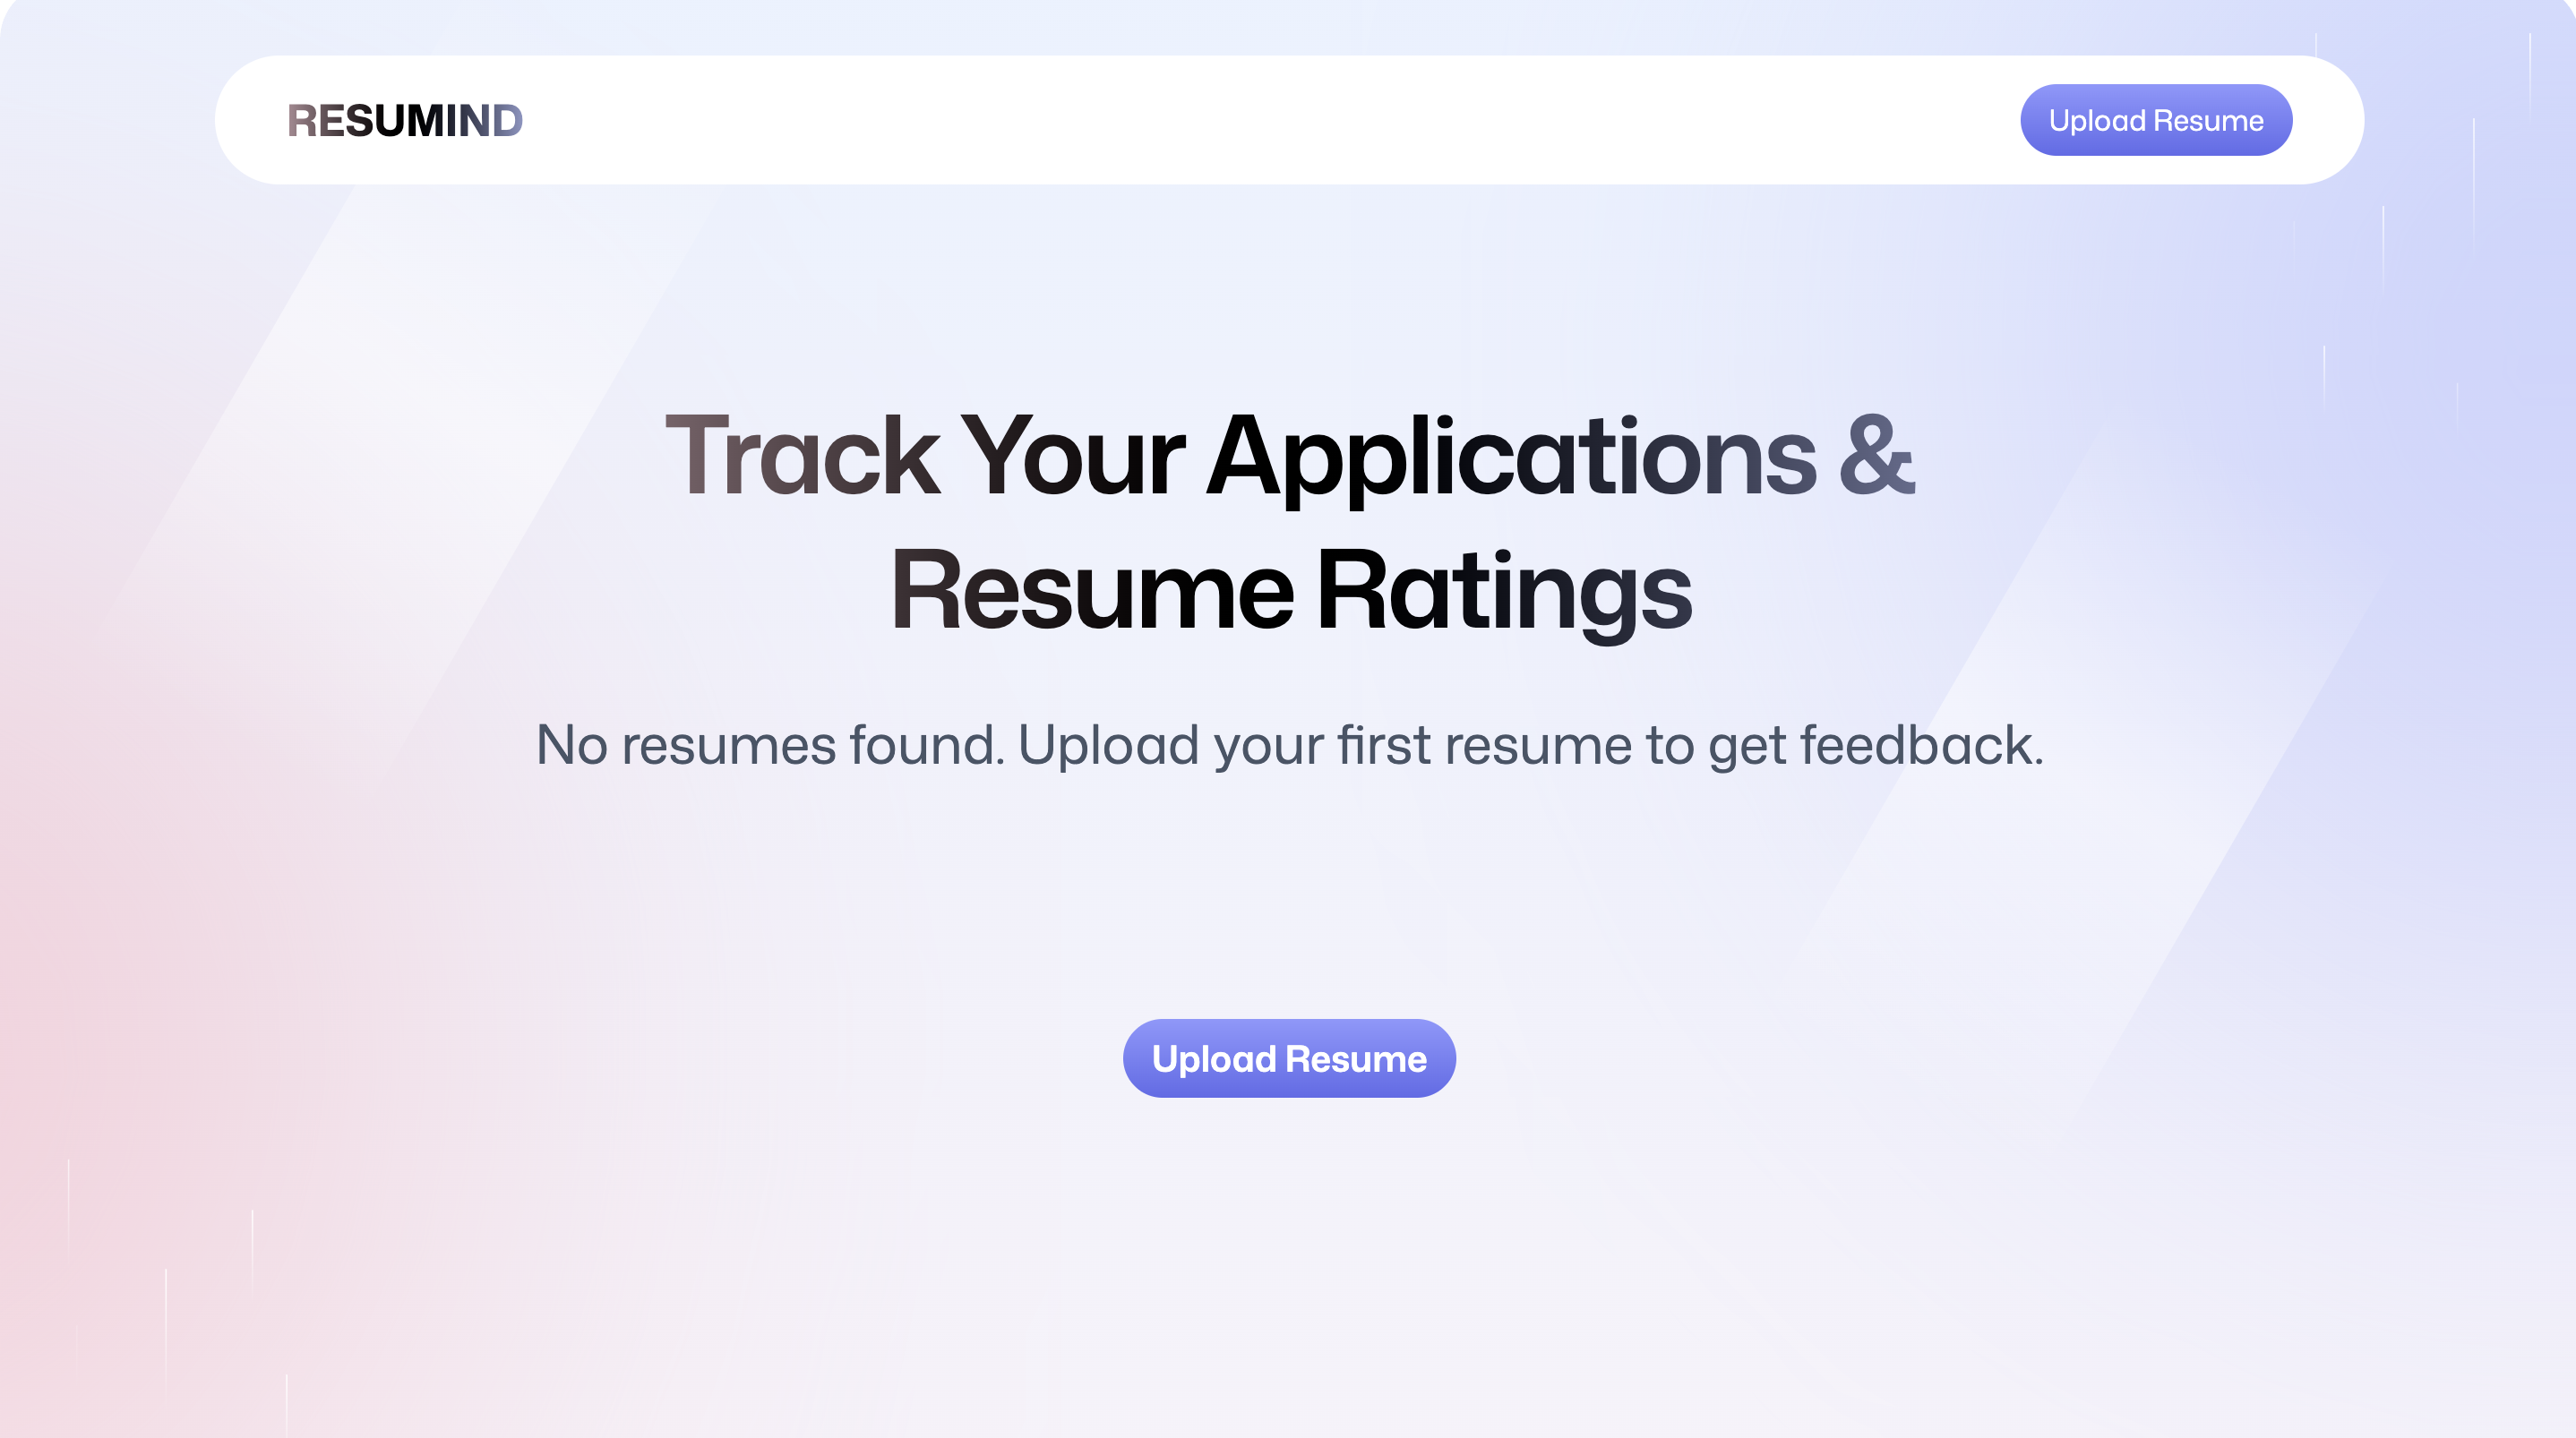 RESUMIND
Upload Resume
Track Your Applications &
Resume Ratings
No resumes found. Upload your first resume to get feedback.
Upload Resume